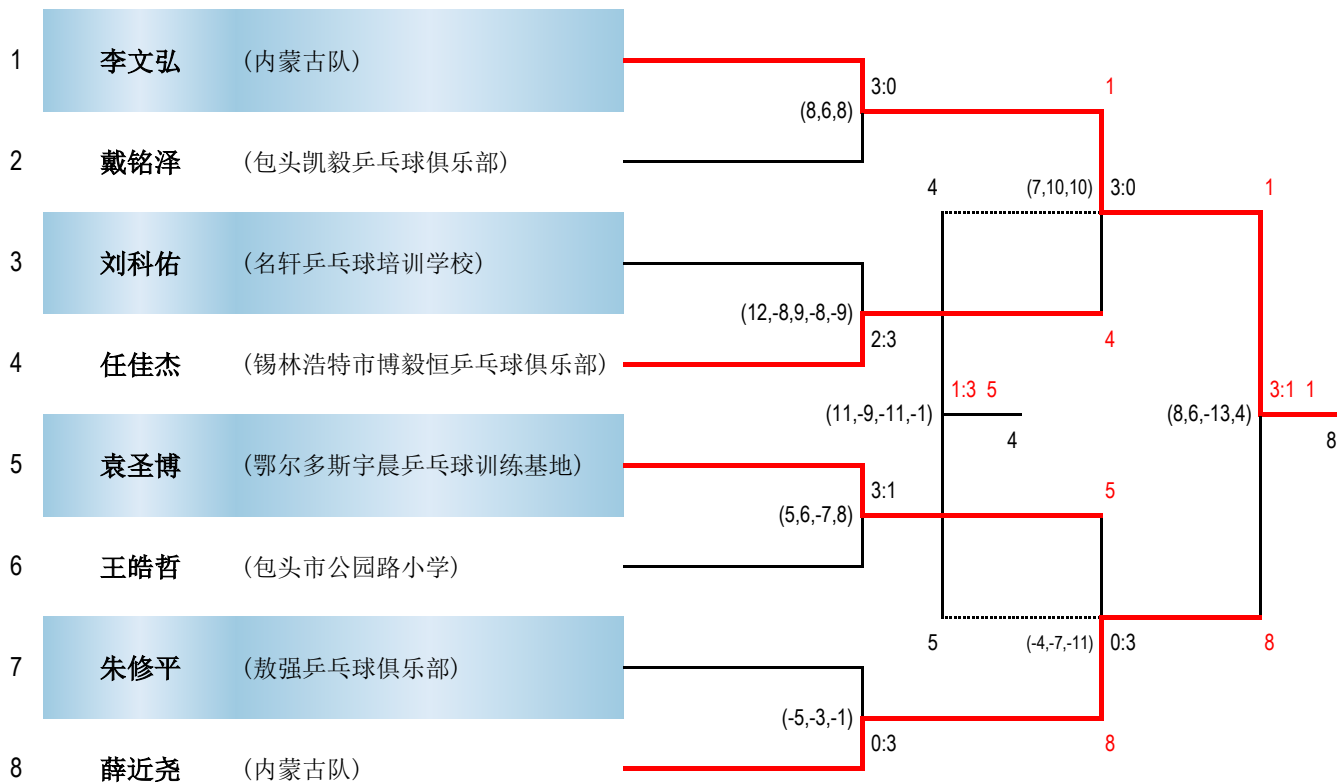 1 李文弘 (内蒙古队)
3:0 1
(8,6,8)
2 戴铭泽 (包头凯毅乒乓球俱乐部)
4 (7,10,10) 3:0 1
3 刘科佑 (名轩乒乓球培训学校)
(12,-8,9,-8,-9)
2:3 4
4 任佳杰 (锡林浩特市博毅恒乒乓球俱乐部)
1:3 5 3:1 1
(11,-9,-11,-1) (8,6,-13,4)
4 8
5 袁圣博 (鄂尔多斯宇晨乒乓球训练基地)
3:1 5
(5,6,-7,8)
6 王皓哲 (包头市公园路小学)
5 (-4,-7,-11) 0:3 8
7 朱修平 (敖强乒乓球俱乐部)
(-5,-3,-1)
0:3 8
8 薛近尧 (内蒙古队)